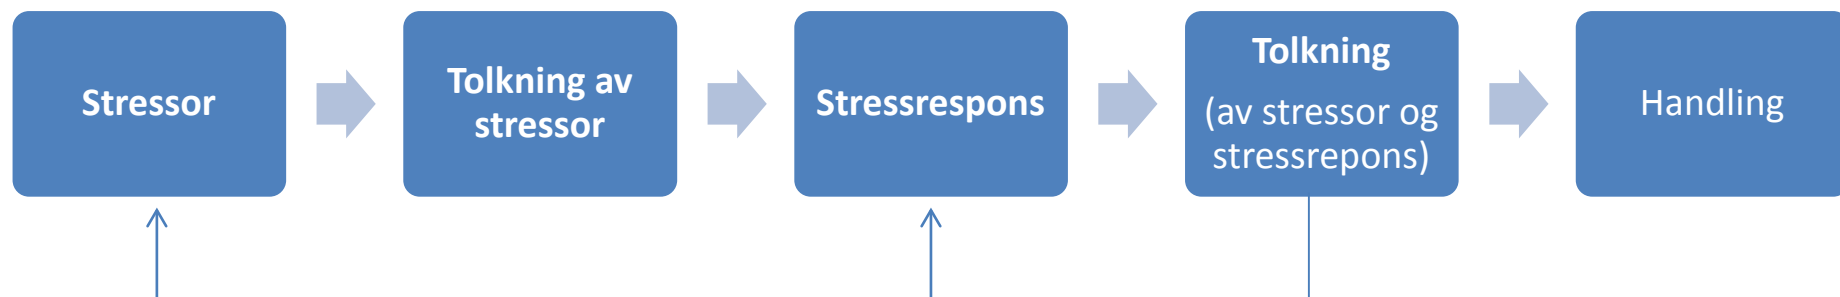 Stressor
Tolkning av
stressor
Stressrespons
Tolkning
(av stressor og
stressrepons)
Handling